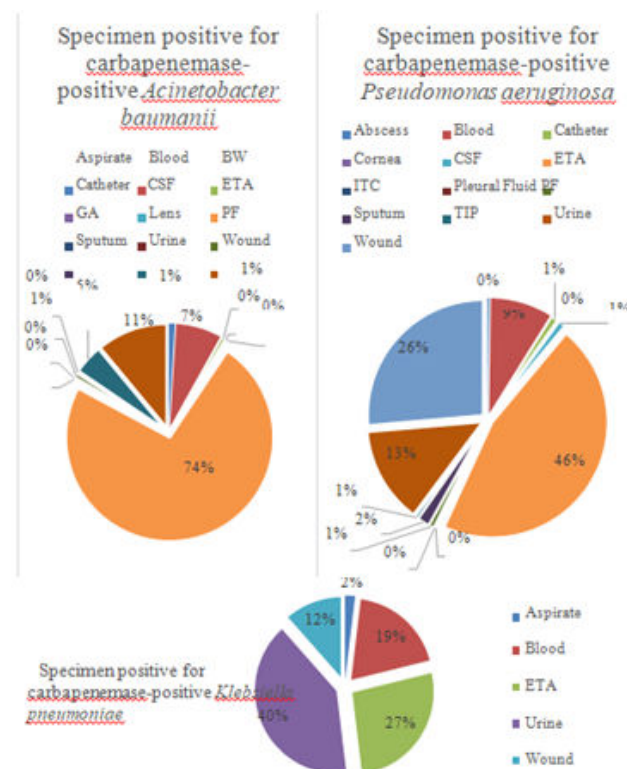 Specimen positive for
carbapenemase-
positive Acinetobacter
baumanii
Aspirate Blood BW
Catheter CSF ETA
GA Lens PF
Sputum Urine Wound
0% 5% 1% 1%
1% 11% 7% 0% 0%
0%
0%
74%
Specimen positive for
carbapenemase-positive
Pseudomonas aeruginosa
Abscess Blood Catheter
Cornea CSF ETA
ITC Pleural Fluid PF
Sputum TIP Urine
Wound
0% 1%
9% 0%
1%
26%
13% 46%
1%
2%
1% 0% 0%
2%
12% 19%
40% 27%
Specimen positive for
carbapenemase-positive Klebsiella
pneumoniae
Aspirate
Blood
ETA
Urine
Wound